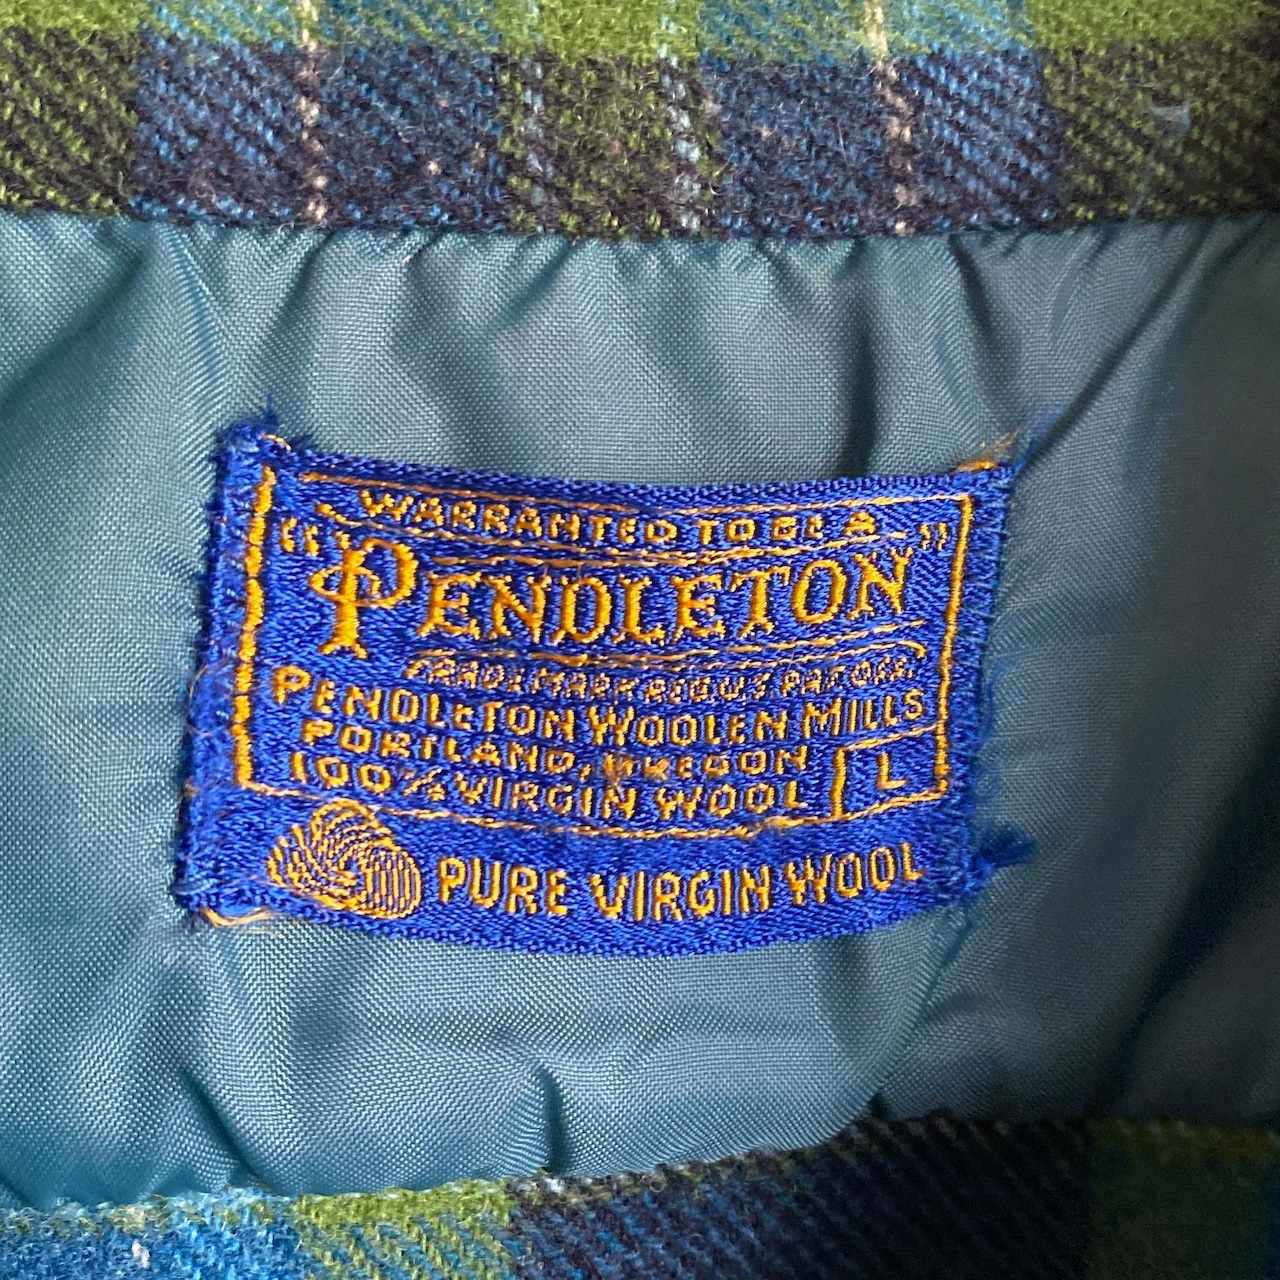 WARRANTED TO BE A
"PENDLETON"
TRADE MARK REG. U.S. PAT. OFF.
PENDLETON WOOLEN MILLS
PORTLAND, OREGON
100% VIRGIN WOOL L
PURE VIRGIN WOOL